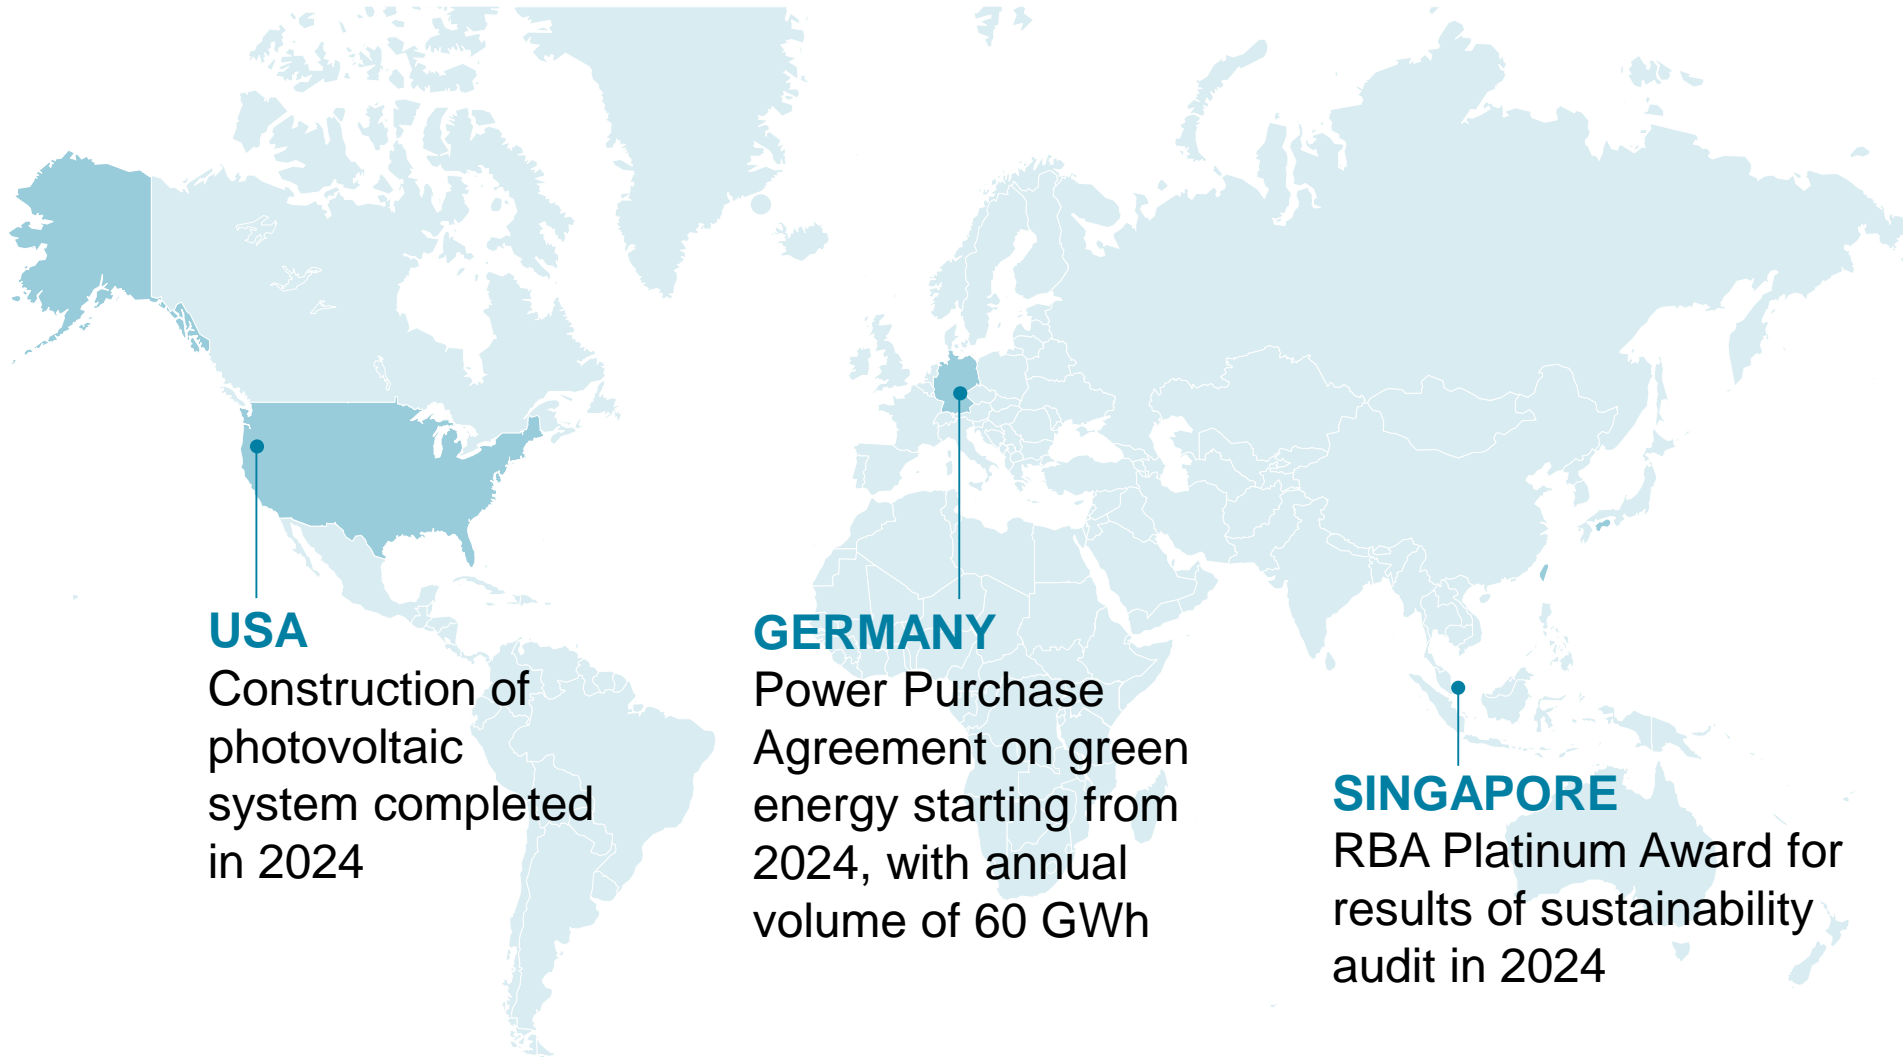 USA
Construction of
photovoltaic
system completed
in 2024
GERMANY
Power Purchase
Agreement on green
energy starting from
2024, with annual
volume of 60 GWh
SINGAPORE
RBA Platinum Award for
results of sustainability
audit in 2024